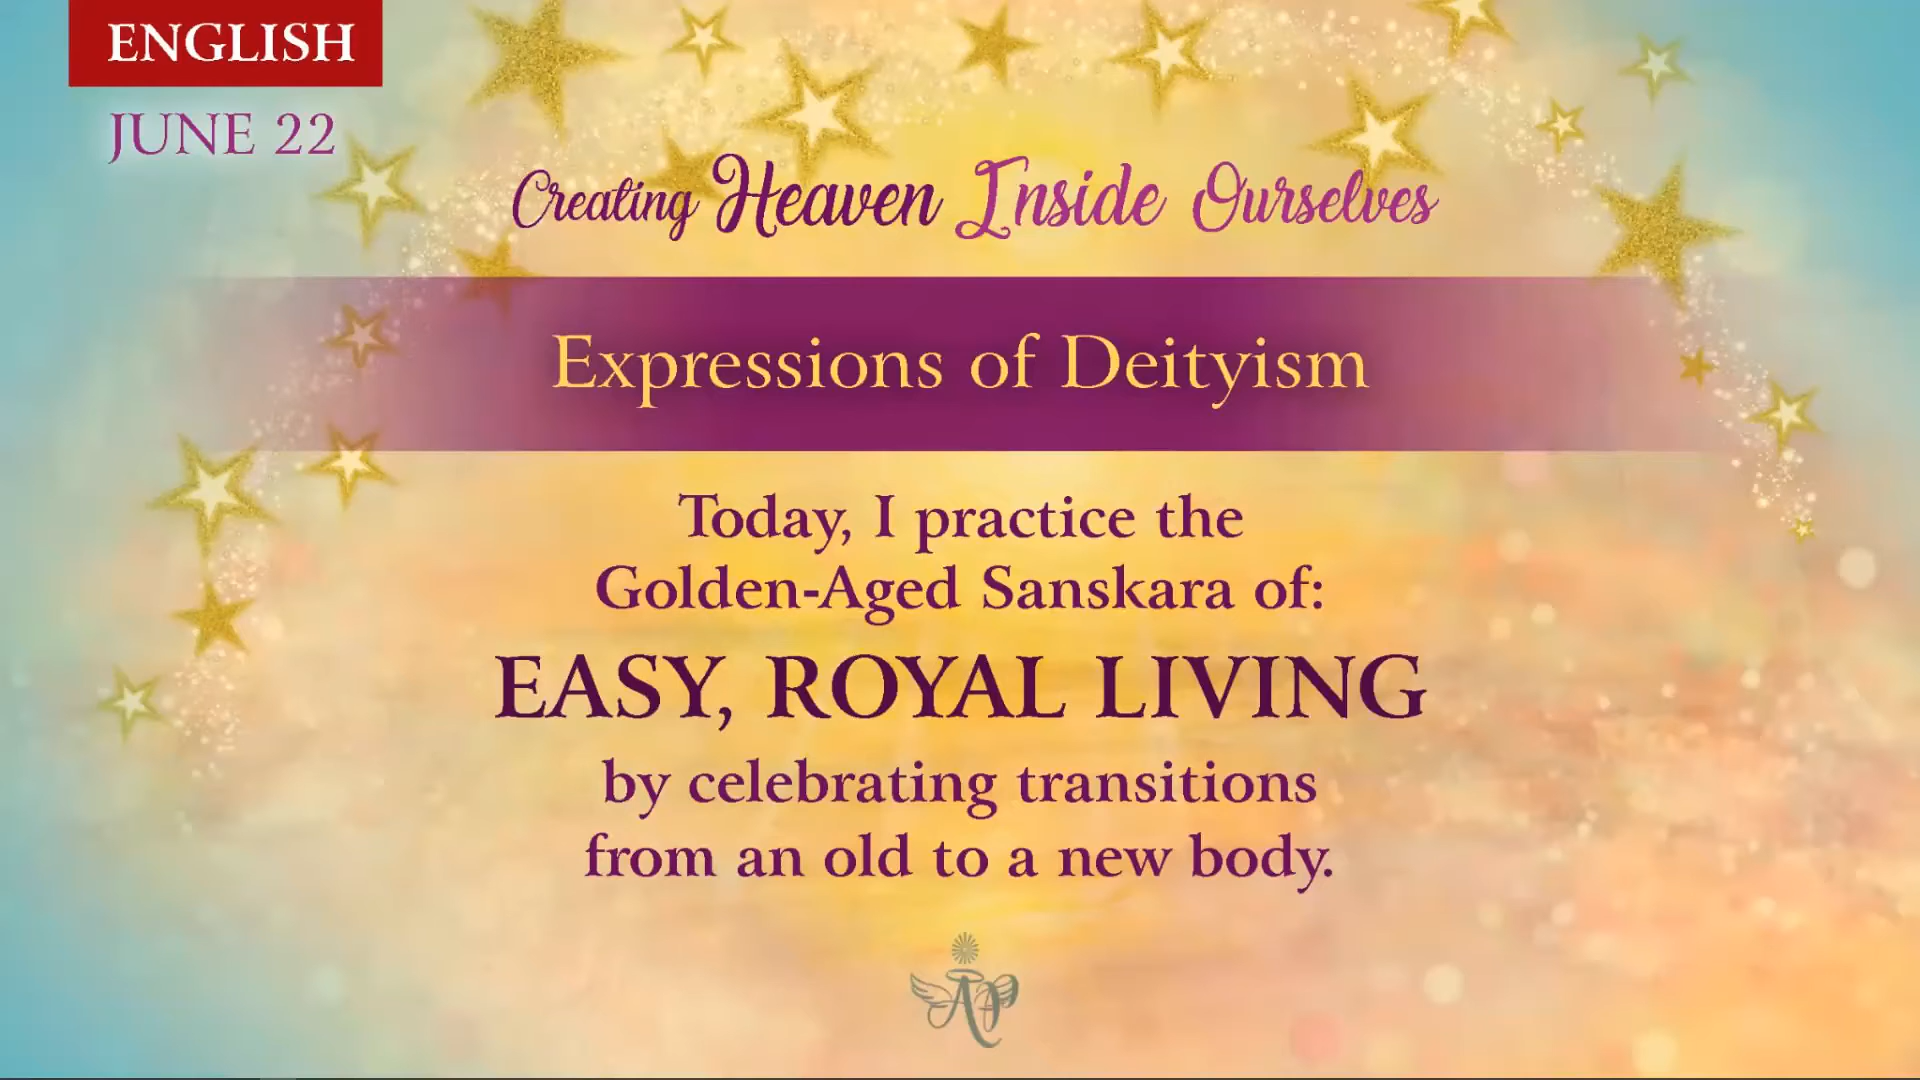 ENGLISH
JUNE 22
Creating Heaven Inside Ourselves
Expressions of Deityism
Today, I practice the
Golden-Aged Sanskara of:
EASY, ROYAL LIVING
by celebrating transitions
from an old to a new body.
AP